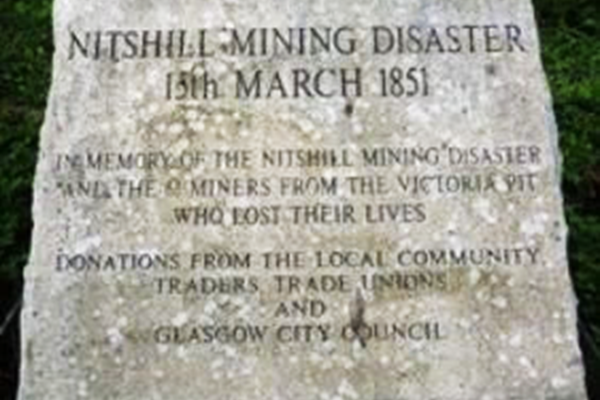 NITSHILL MINING DISASTER
15th MARCH 1851
IN MEMORY OF THE NITSHILL MINING DISASTER
AND THE MINERS FROM THE VICTORIA PIT
WHO LOST THEIR LIVES
DONATIONS FROM THE LOCAL COMMUNITY
TRADERS TRADE UNIONS
AND
GLASGOW CITY COUNCIL